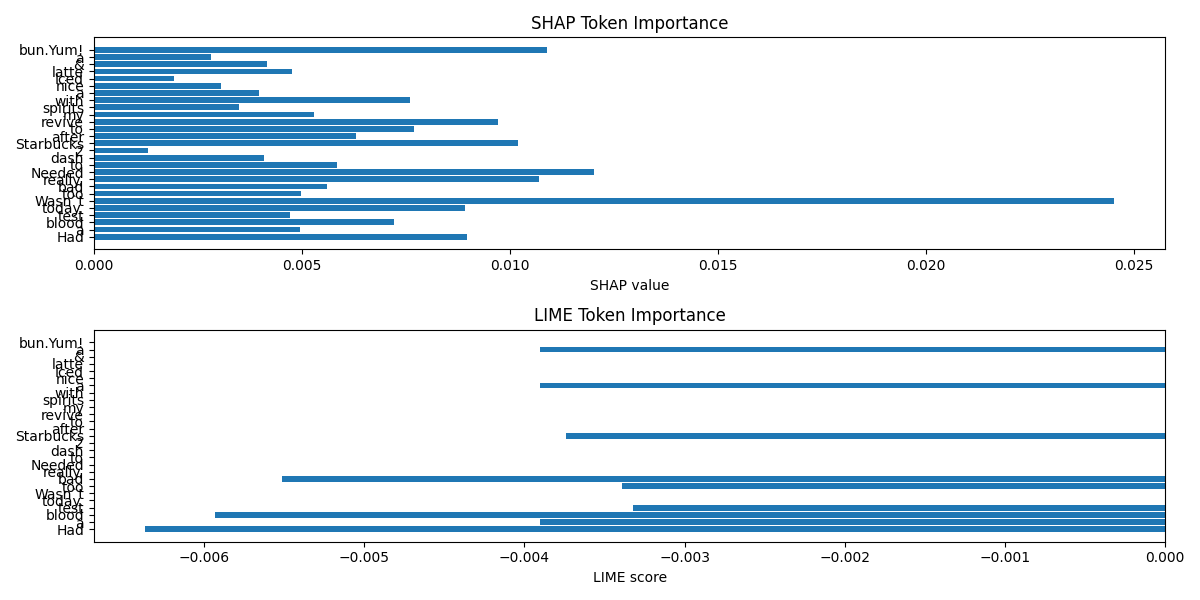 SHAP Token Importance
bun.Yum!
a
&
latte
Iced
nice
a
with
spirits
my
revive
to
after
Starbucks
2
dash
to
Needed
really.
bad
too
Wasn't
today.
test
blood
a
Had
0.000 0.005 0.010 0.015 0.020 0.025
SHAP value
LIME Token Importance
bun.Yum!
a
&
latte
Iced
nice
a
with
spirits
my
revive
to
after
Starbucks
2
dash
to
Needed
really.
bad
too
Wasn't
today.
test
blood
a
Had
−0.006 −0.005 −0.004 −0.003 −0.002 −0.001 0.000
LIME score